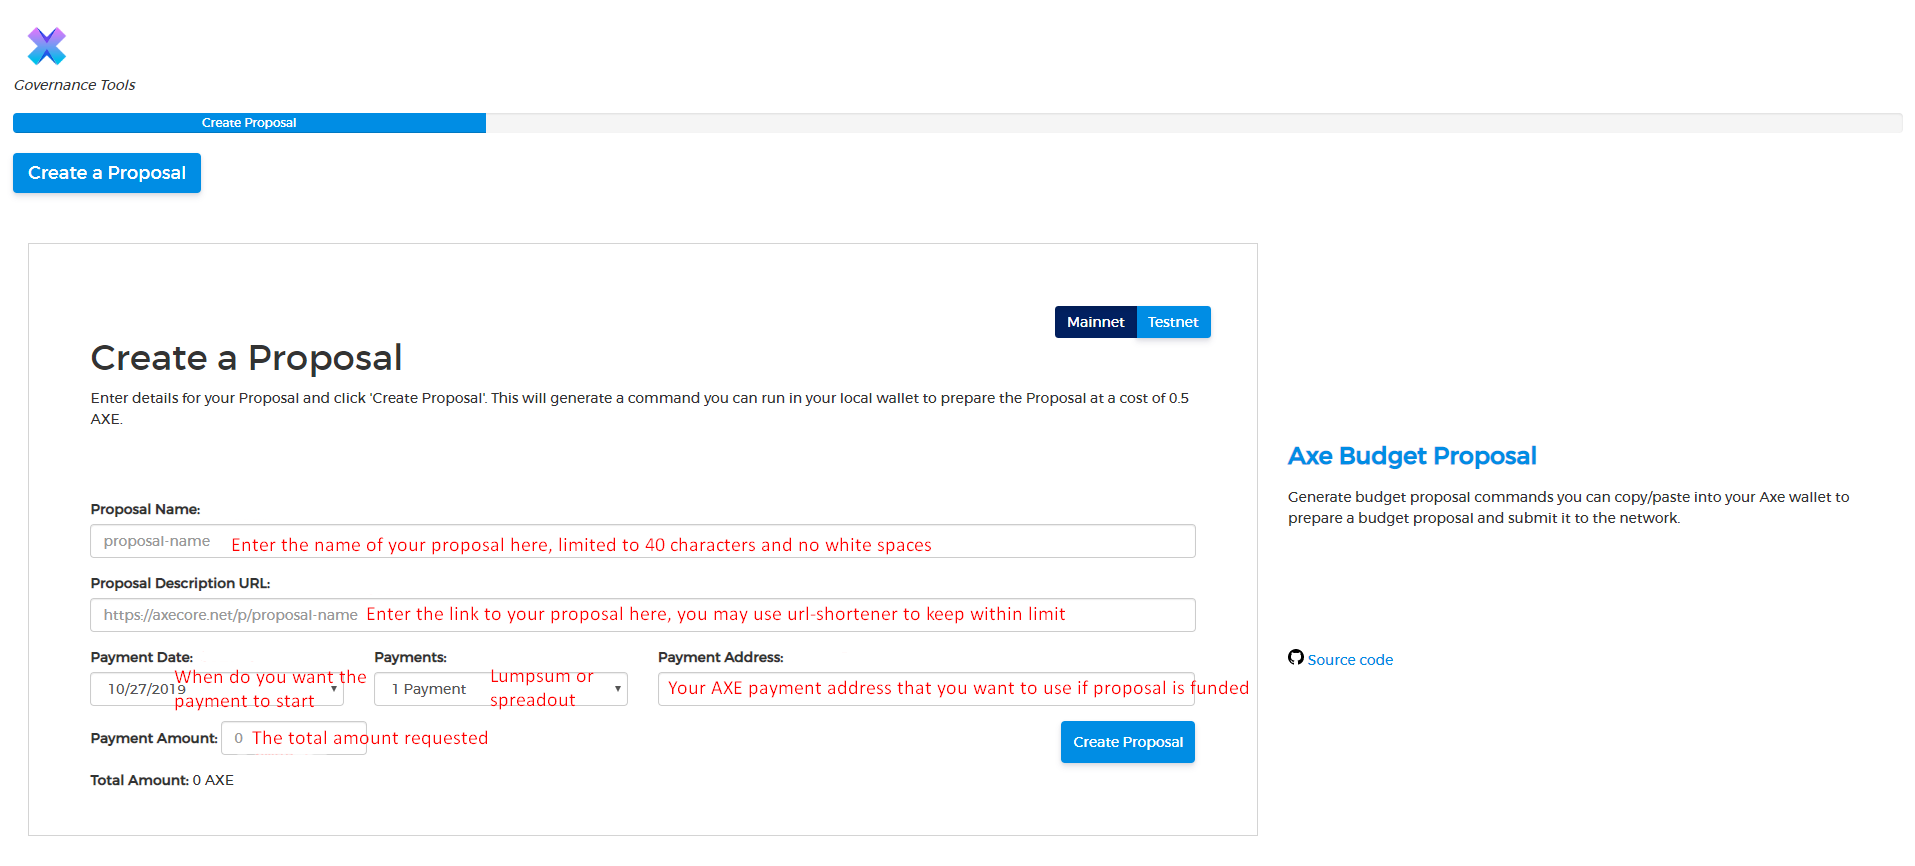 Governance Tools
Create Proposal
Create a Proposal
Mainnet Testnet
Create a Proposal
Enter details for your Proposal and click 'Create Proposal'. This will generate a command you can run in your local wallet to prepare the Proposal at a cost of 0.5
AXE.
Proposal Name:
proposal-name Enter the name of your proposal here, limited to 40 characters and no white spaces
Proposal Description URL:
https://axecore.net/p/proposal-name Enter the link to your proposal here, you may use url-shortener to keep within limit
Payment Date: Payments: Payment Address:
10/27/2019 When do you want the
payment to start
1 Payment Lumpsum or
spreadout
Your AXE payment address that you want to use if proposal is funded
Payment Amount: 0 The total amount requested
Create Proposal
Total Amount: 0 AXE
Axe Budget Proposal
Generate budget proposal commands you can copy/paste into your Axe wallet to
prepare a budget proposal and submit it to the network.
Source code